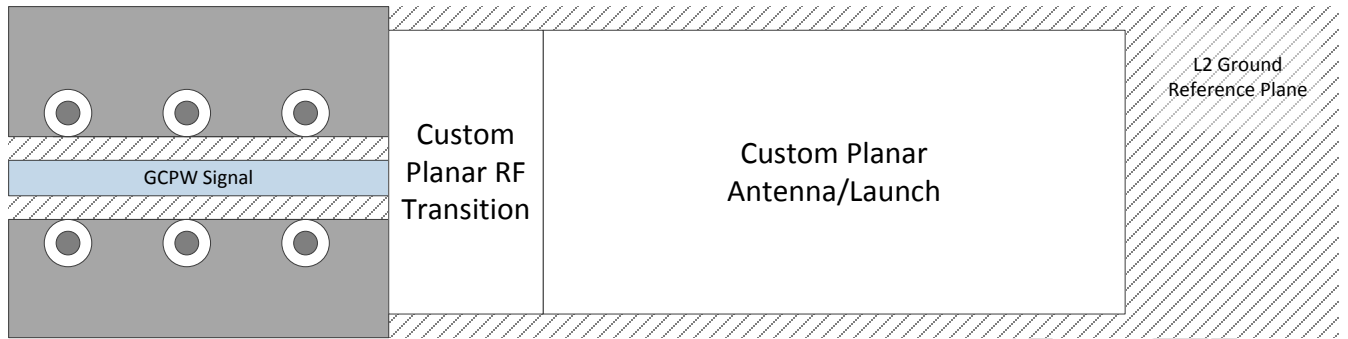 GCPW Signal
Custom
Planar RF
Transition
Custom Planar
Antenna/Launch
L2 Ground
Reference Plane